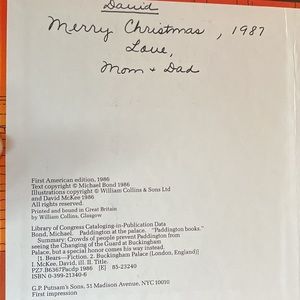 David
Merry Christmas, 1987
Love,
Mom + Dad
First American edition, 1986
Text copyright © Michael Bond 1986
Illustrations copyright © William Collins & Sons Ltd
and David McKee 1986
All rights reserved.
Printed and bound in Great Britain
by William Collins, Glasgow
Library of Congress Cataloging-in-Publication Data
Bond, Michael. Paddington at the palace. "Paddington books."
Summary: Crowds of people prevent Paddington from
seeing the Changing of the Guard at Buckingham
Palace, but a special honor comes his way instead.
[1. Bears—Fiction. 2. Buckingham Palace (London, England)]
I. McKee, David, ill. II. Title.
PZ7.B6367Pacdp 1986 [E] 85-23240
ISBN 0-399-21340-6
G.P. Putnam's Sons, 51 Madison Avenue, NY 10010
First impression